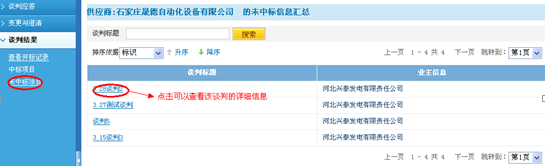 谈判应答
变更与澄清
谈判结果
查看开标记录
中标项目
未中标项目
供应商:石家庄晟德自动化设备有限公司 的未中标信息汇总
谈判标题 搜索
排序依据 标识 升序 降序 上一页 1 - 4 共 4 下一页 跳转到: 第1页
谈判标题 业主信息
3.28谈判2 河北兴泰发电有限责任公司
点击可以查看该谈判的详细信息
3.27测试谈判 河北兴泰发电有限责任公司
谈判5 河北兴泰发电有限责任公司
3.15谈判3 河北兴泰发电有限责任公司
上一页 1 - 4 共 4 下一页 跳转到: 第1页